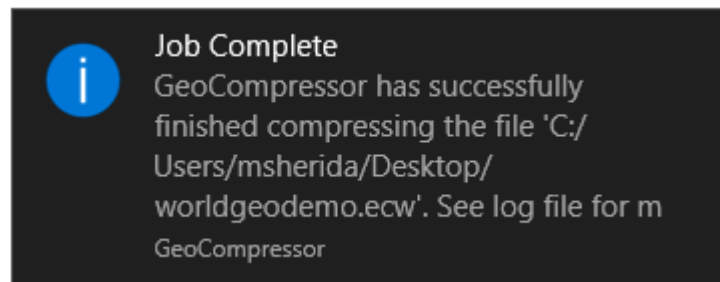 Job Complete
GeoCompressor has successfully
finished compressing the file 'C:/
Users/msherida/Desktop/
worldgeodemo.ecw'. See log file for m
GeoCompressor